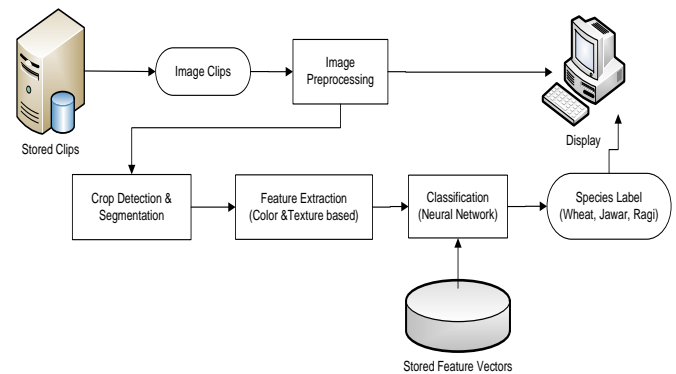 Stored Clips
Image Clips
Image
Preprocessing
Display
Crop Detection &
Segmentation
Feature Extraction
(Color &Texture based)
Classification
(Neural Network)
Species Label
(Wheat, Jawar, Ragi)
Stored Feature Vectors